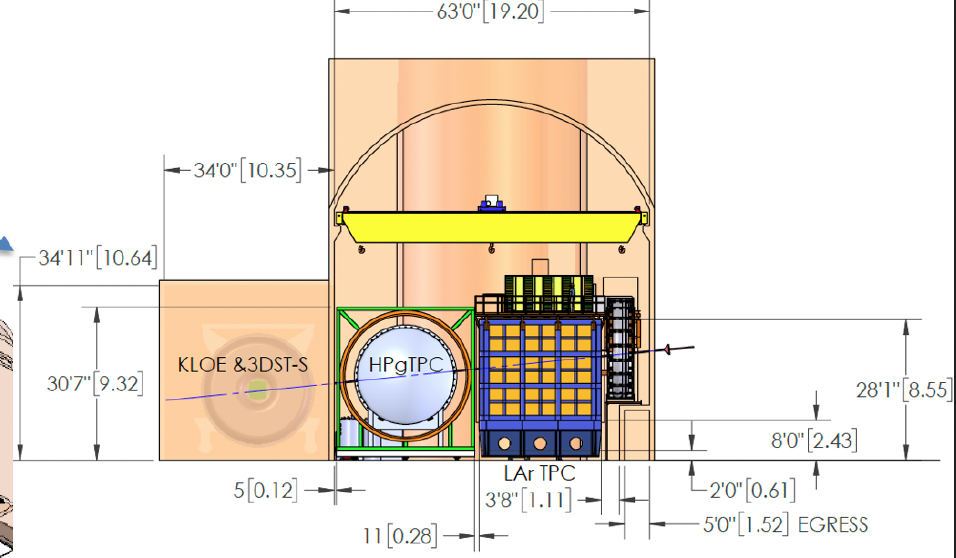 63'0"[19.20]
34'0"[10.35]
34'11"[10.64]
KLOE &3DST-S
HPgTPC
30'7"[9.32]
28'1"[8.55]
8'0"[2.43]
LAr TPC
5[0.12]
3'8"[1.11]
2'0"[0.61]
5'0"[1.52] EGRESS
11[0.28]